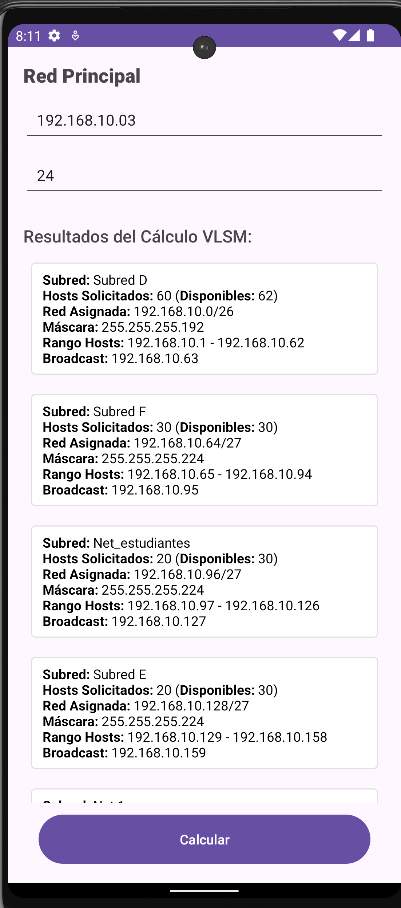 8:11
Red Principal
192.168.10.03
24
Resultados del Cálculo VLSM:
Subred: Subred D
Hosts Solicitados: 60 (Disponibles: 62)
Red Asignada: 192.168.10.0/26
Máscara: 255.255.255.192
Rango Hosts: 192.168.10.1 - 192.168.10.62
Broadcast: 192.168.10.63
Subred: Subred F
Hosts Solicitados: 30 (Disponibles: 30)
Red Asignada: 192.168.10.64/27
Máscara: 255.255.255.224
Rango Hosts: 192.168.10.65 - 192.168.10.94
Broadcast: 192.168.10.95
Subred: Net_estudiantes
Hosts Solicitados: 20 (Disponibles: 30)
Red Asignada: 192.168.10.96/27
Máscara: 255.255.255.224
Rango Hosts: 192.168.10.97 - 192.168.10.126
Broadcast: 192.168.10.127
Subred: Subred E
Hosts Solicitados: 20 (Disponibles: 30)
Red Asignada: 192.168.10.128/27
Máscara: 255.255.255.224
Rango Hosts: 192.168.10.129 - 192.168.10.158
Broadcast: 192.168.10.159
Calcular